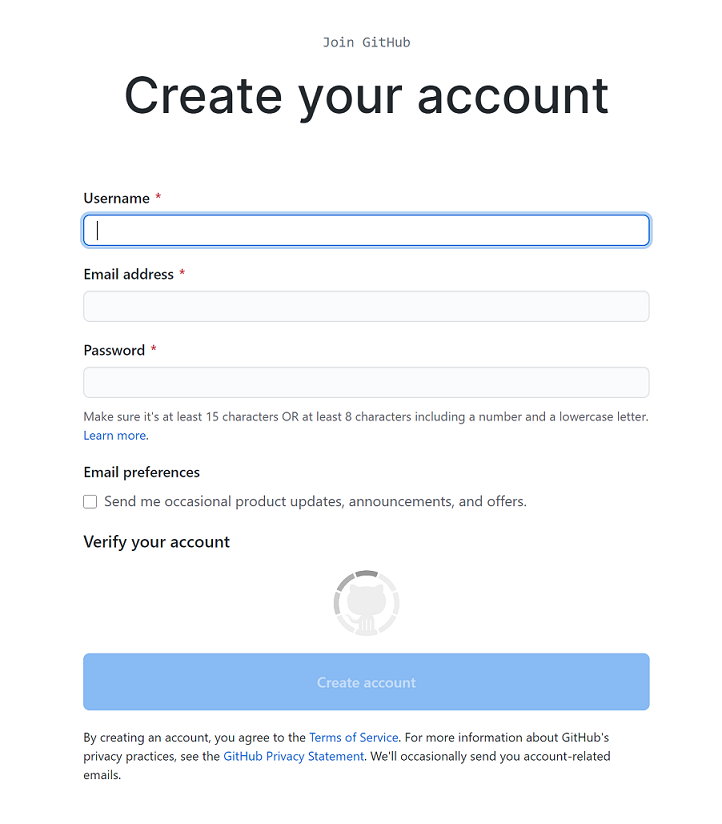 Join GitHub
Create your account
Username *
Email address *
Password *
Make sure it's at least 15 characters OR at least 8 characters including a number and a lowercase letter.
Learn more.
Email preferences
Send me occasional product updates, announcements, and offers.
Verify your account
Create account
By creating an account, you agree to the Terms of Service. For more information about GitHub's
privacy practices, see the GitHub Privacy Statement. We'll occasionally send you account-related
emails.